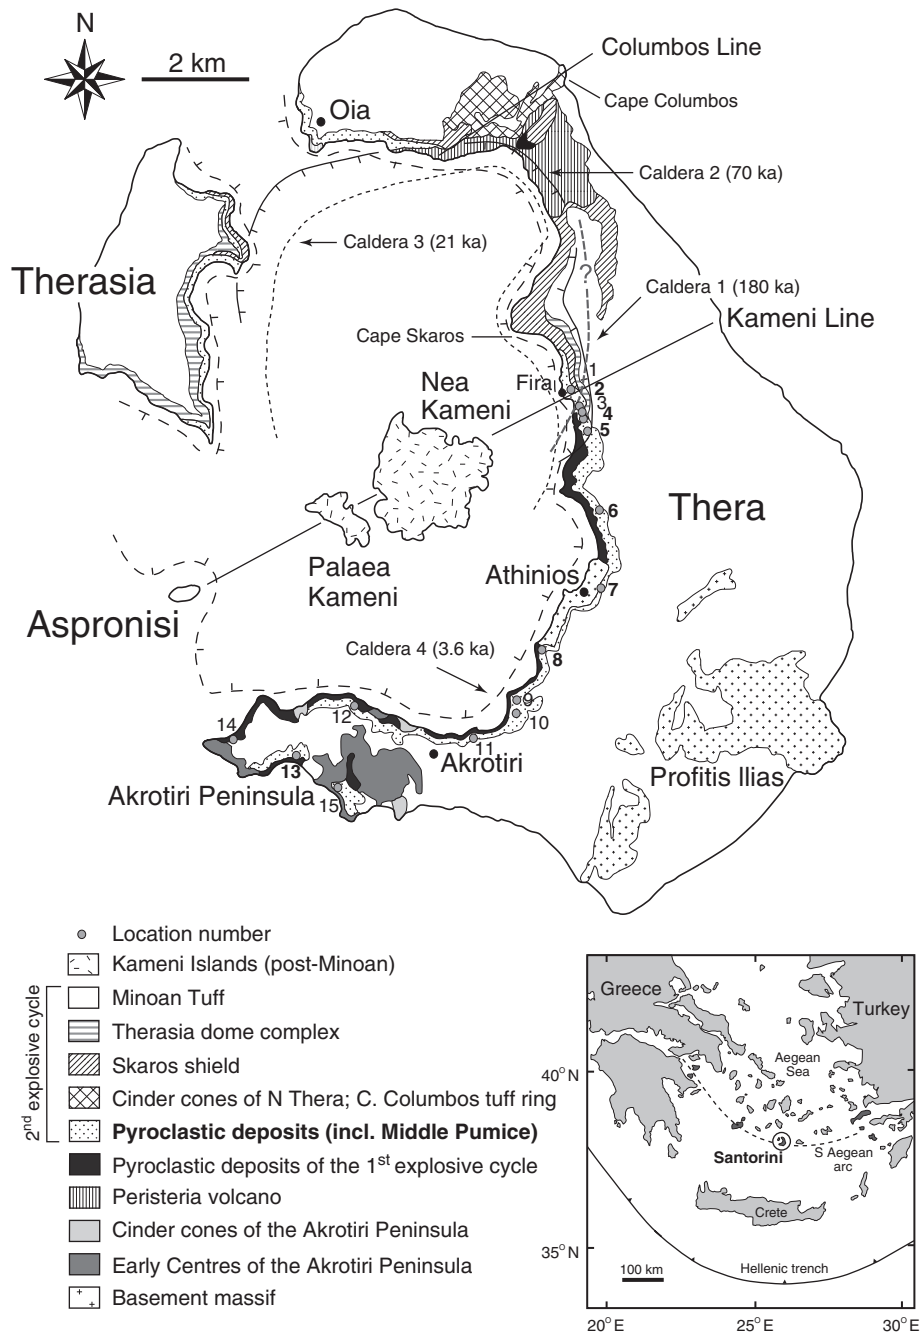 N
2 km
Columbos Line
Cape Columbos
Oia
Caldera 2 (70 ka)
Caldera 3 (21 ka)
Therasia
?
Caldera 1 (180 ka)
Kameni Line
Cape Skaros
Nea
Kameni
Fira
1
2
3
4
5
6
Thera
Palaea
Kameni
Athinios
7
Aspronisi
Caldera 4 (3.6 ka)
8
9
10
11
12
13
14
15
Akrotiri
Akrotiri Peninsula
Profitis Ilias
Location number
Kameni Islands (post-Minoan)
2nd explosive cycle
Minoan Tuff
Therasia dome complex
Skaros shield
Cinder cones of N Thera; C. Columbos tuff ring
Pyroclastic deposits (incl. Middle Pumice)
Pyroclastic deposits of the 1st explosive cycle
Peristeria volcano
Cinder cones of the Akrotiri Peninsula
Early Centres of the Akrotiri Peninsula
Basement massif
Greece
Turkey
Aegean
Sea
40°N
Santorini
S Aegean
arc
Crete
35°N
100 km
Hellenic trench
20°E
25°E
30°E